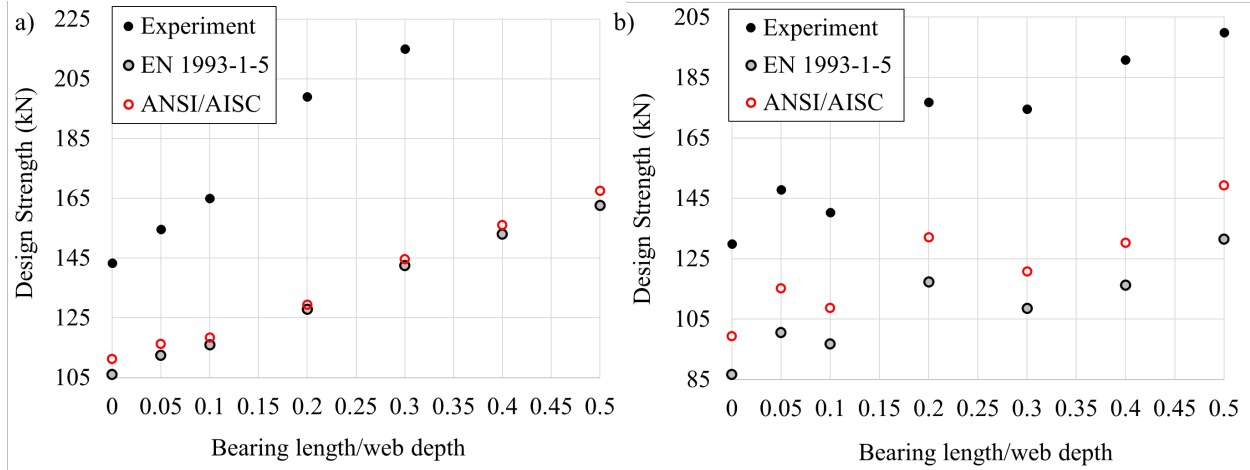 a)
Design Strength (kN)
225
205
185
165
145
125
105
Experiment
EN 1993-1-5
ANSI/AISC
0 0.05 0.1 0.15 0.2 0.25 0.3 0.35 0.4 0.45 0.5
Bearing length/web depth
b)
Design Strength (kN)
205
185
165
145
125
105
85
Experiment
EN 1993-1-5
ANSI/AISC
0 0.05 0.1 0.15 0.2 0.25 0.3 0.35 0.4 0.45 0.5
Bearing length/web depth